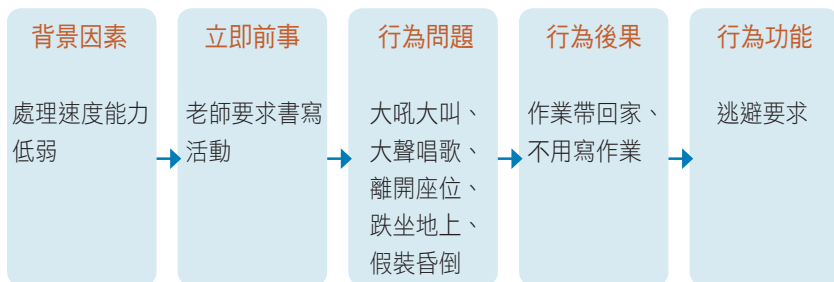 背景因素
處理速度能力
低弱
立即前事
老師要求書寫
活動
行為問題
大吼大叫、
大聲唱歌、
離開座位、
跌坐地上、
假裝昏倒
行為後果
作業帶回家、
不用寫作業
行為功能
逃避要求